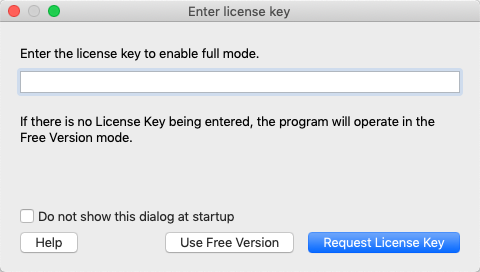 Enter license key
Enter the license key to enable full mode.
If there is no License Key being entered, the program will operate in the
Free Version mode.
Do not show this dialog at startup
Help
Use Free Version
Request License Key